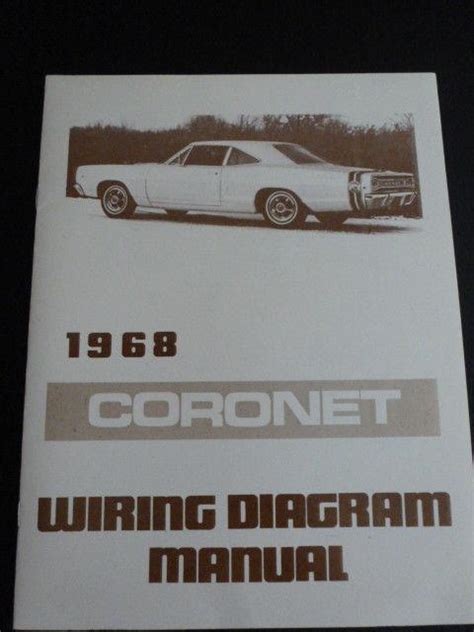 1968
CORONET
WIRING DIAGRAM
MANUAL